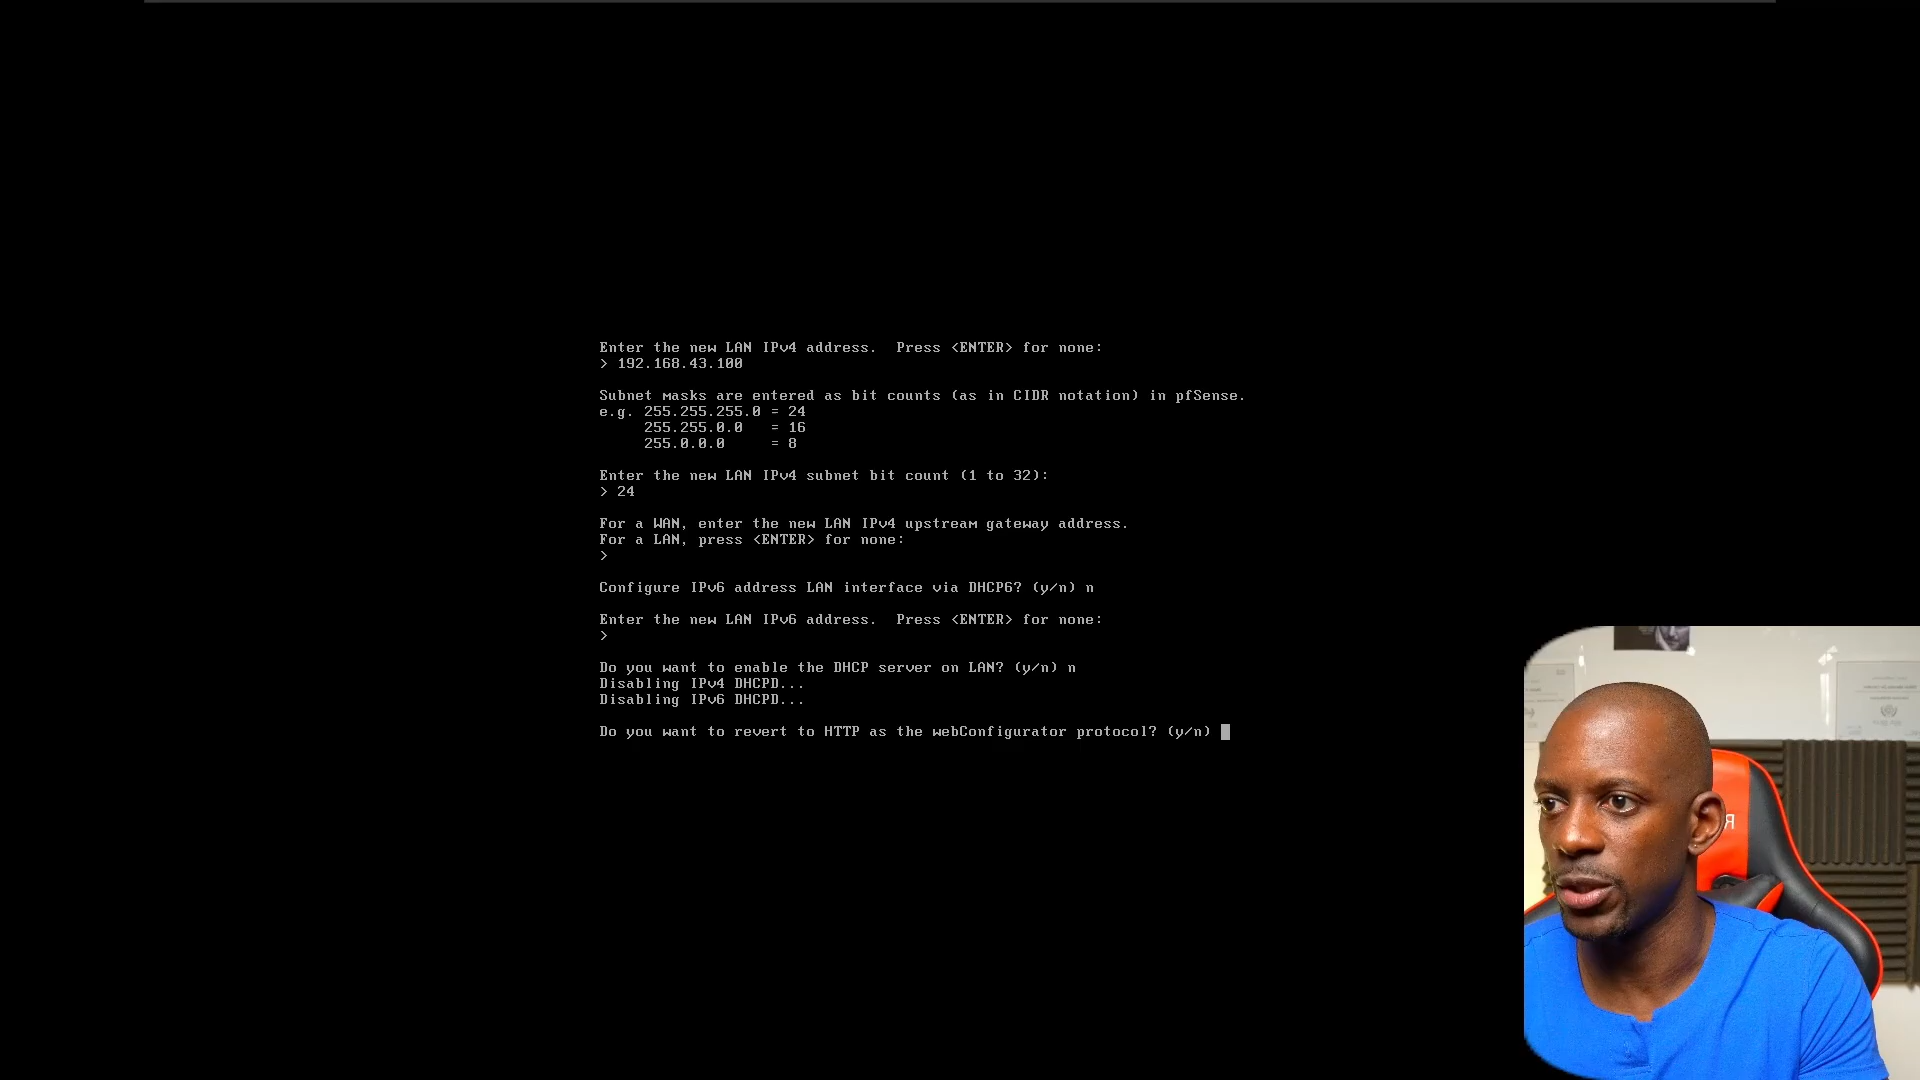 Enter the new LAN IPv4 address.  Press <ENTER> for none:
> 192.168.43.100
Subnet masks are entered as bit counts (as in CIDR notation) in pfSense.
e.g. 255.255.255.0 = 24
     255.255.0.0   = 16
     255.0.0.0     = 8
Enter the new LAN IPv4 subnet bit count (1 to 32):
> 24
For a WAN, enter the new LAN IPv4 upstream gateway address.
For a LAN, press <ENTER> for none:
>
Configure IPv6 address LAN interface via DHCP6? (y/n) n
Enter the new LAN IPv6 address.  Press <ENTER> for none:
>
Do you want to enable the DHCP server on LAN? (y/n) n
Disabling IPv4 DHCPD...
Disabling IPv6 DHCPD...
Do you want to revert to HTTP as the webConfigurator protocol? (y/n)